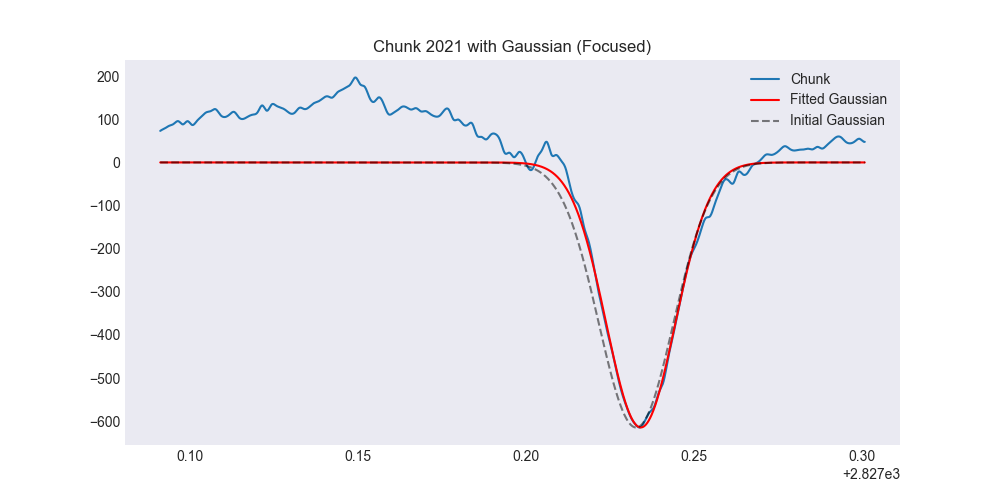 Chunk 2021 with Gaussian (Focused)
200
100
0
−100
−200
−300
−400
−500
−600
Chunk
Fitted Gaussian
Initial Gaussian
0.10 0.15 0.20 0.25 0.30
+2.827e3